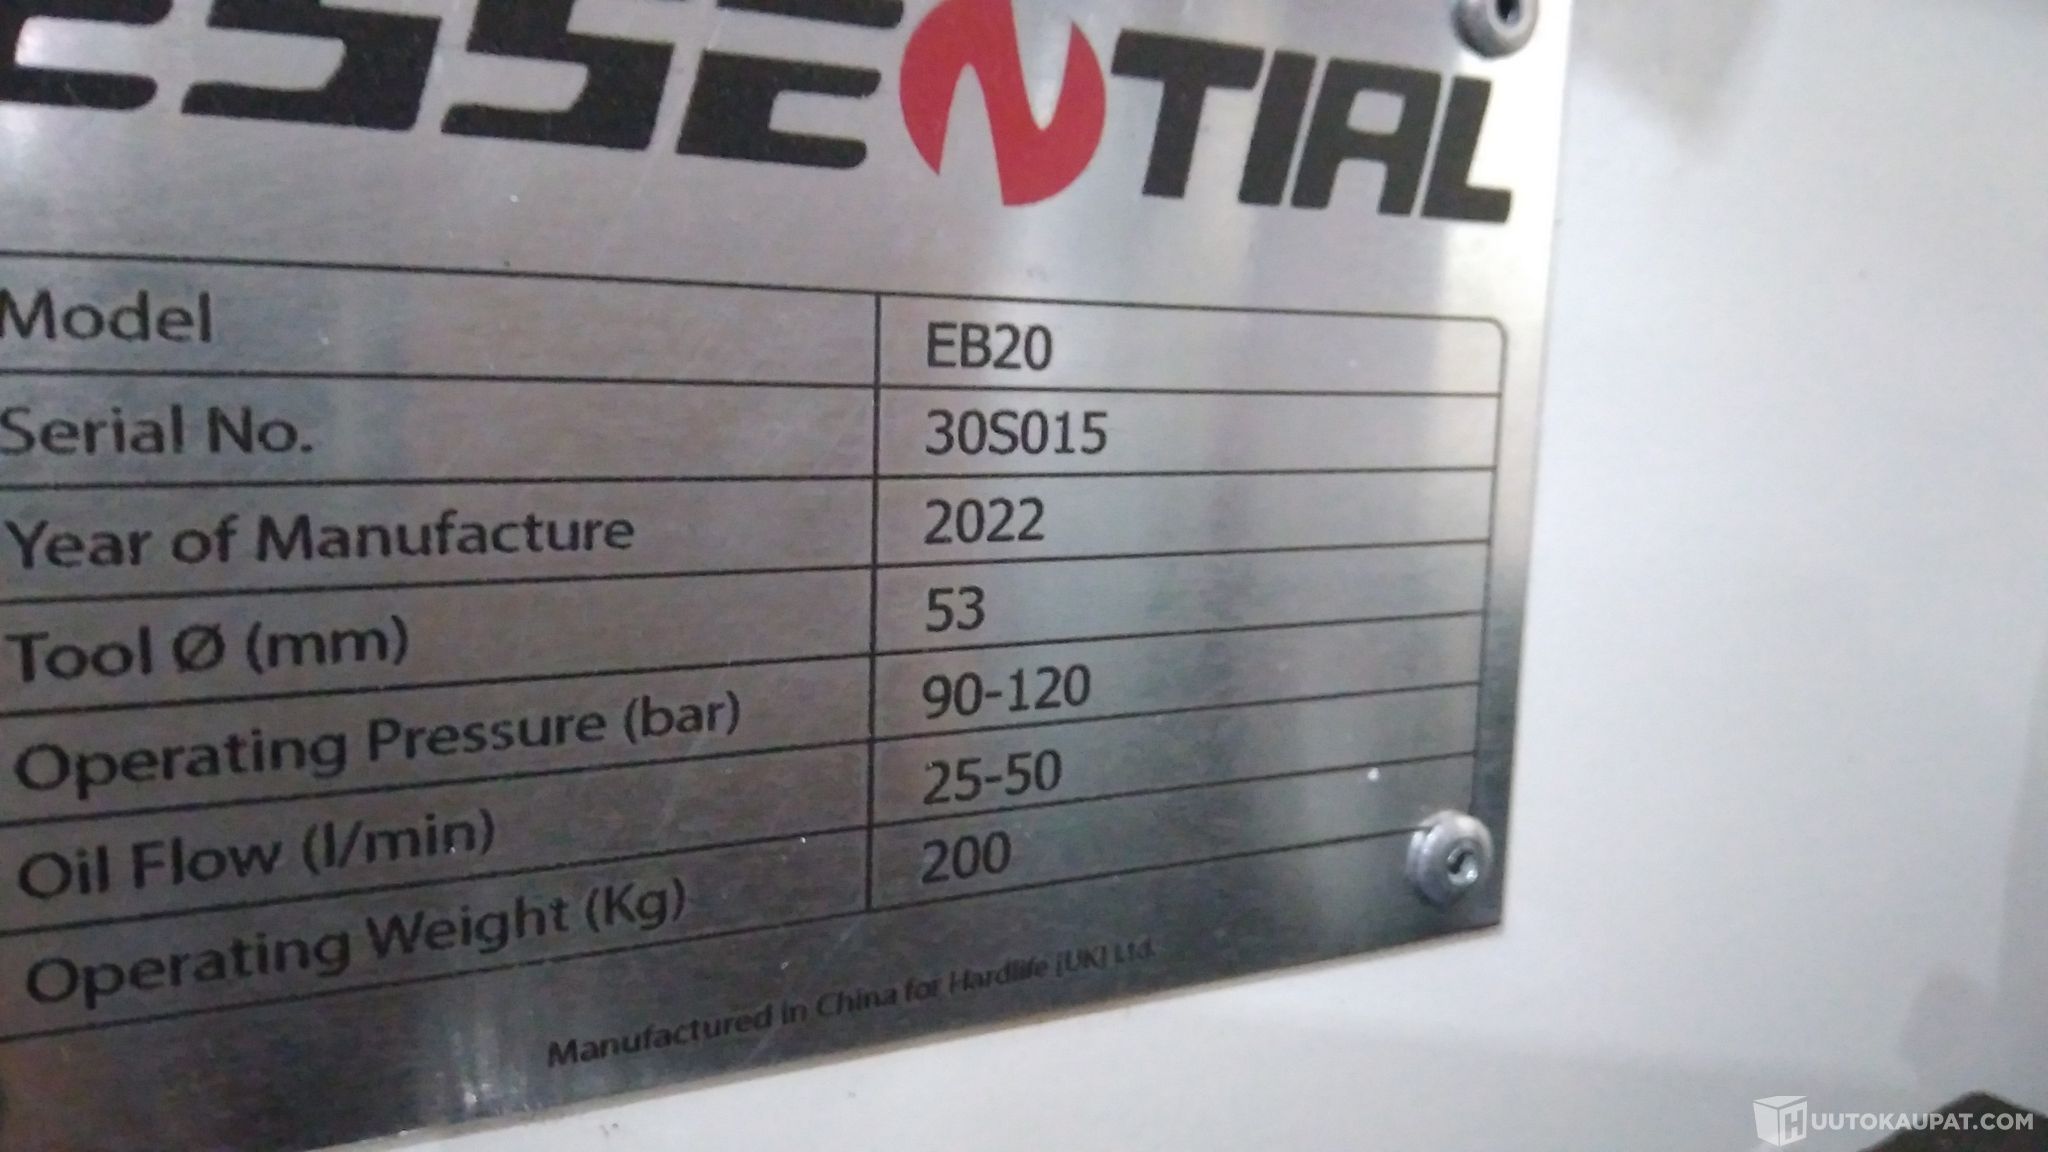 eSSeNTIAL
Model EB20
Serial No. 30S015
Year of Manufacture 2022
Tool Ø (mm) 53
Operating Pressure (bar) 90-120
Oil Flow (l/min) 25-50
Operating Weight (Kg) 200
Manufactured in China for Hardlife [UK] Ltd.
HUUTOKAUPAT.COM